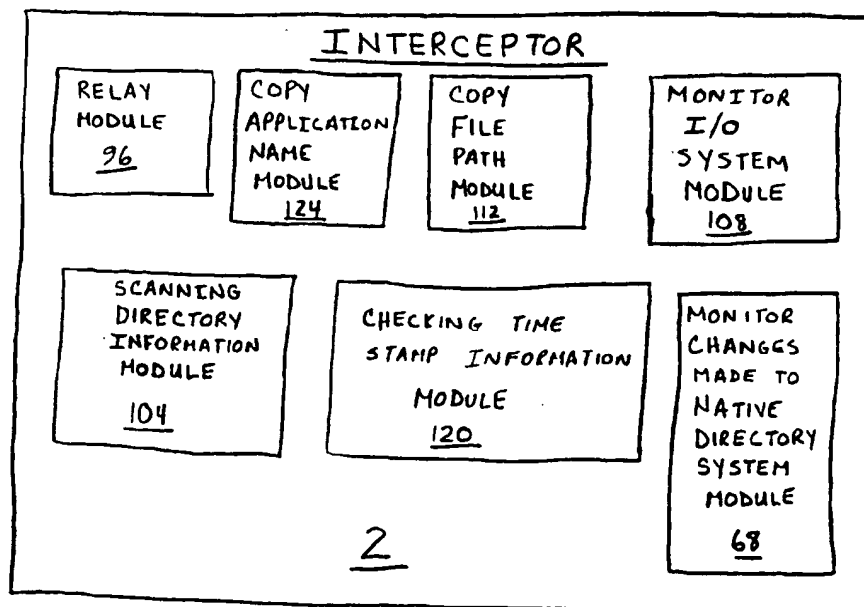 INTERCEPTOR
RELAY
MODULE
96
COPY
APPLICATION
NAME
MODULE
124
COPY
FILE
PATH
MODULE
112
MONITOR
I/O
SYSTEM
MODULE
108
SCANNING
DIRECTORY
INFORMATION
MODULE
104
CHECKING TIME
STAMP INFORMATION
MODULE
120
MONITOR
CHANGES
MADE TO
NATIVE
DIRECTORY
SYSTEM
MODULE
68
2